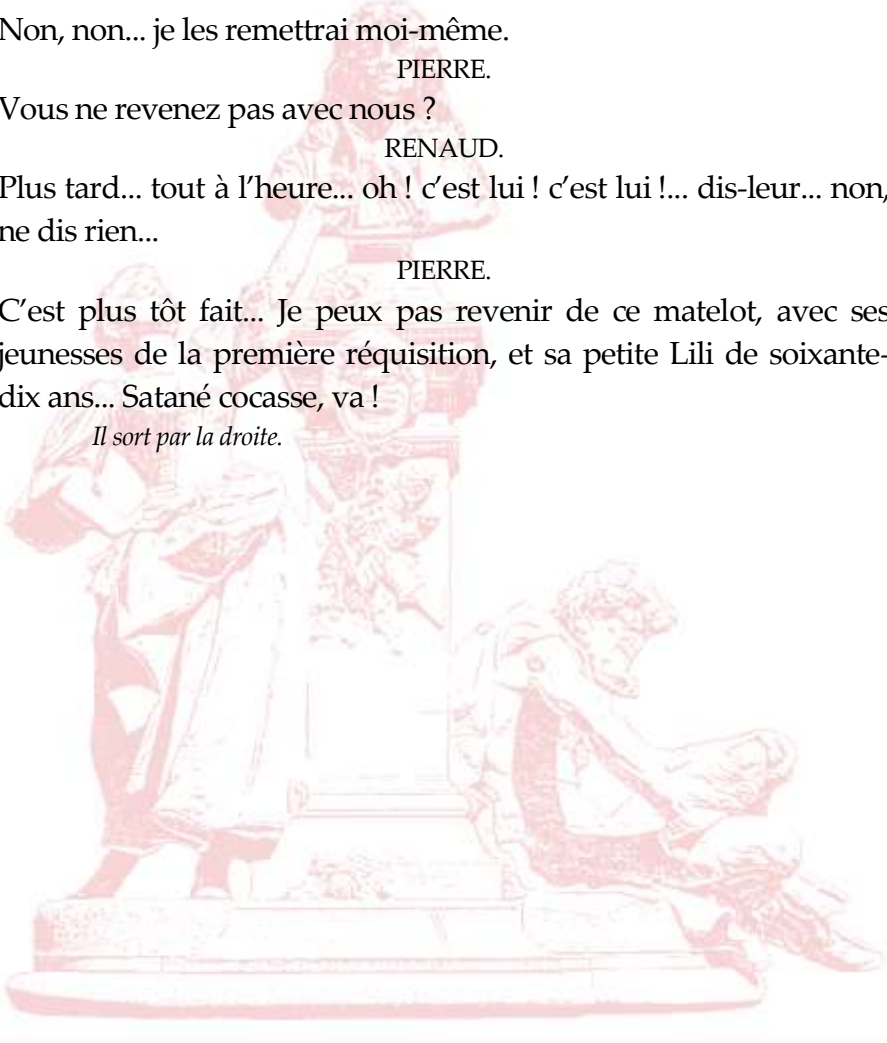 Non, non... je les remettrai moi-même.
PIERRE.
Vous ne revenez pas avec nous ?
RENAUD.
Plus tard... tout à l’heure... oh ! c’est lui ! c’est lui !... dis-leur... non,
ne dis rien...
PIERRE.
C’est plus tôt fait... Je peux pas revenir de ce matelot, avec ses
jeunesses de la première réquisition, et sa petite Lili de soixante-
dix ans... Satané cocasse, va !
Il sort par la droite.